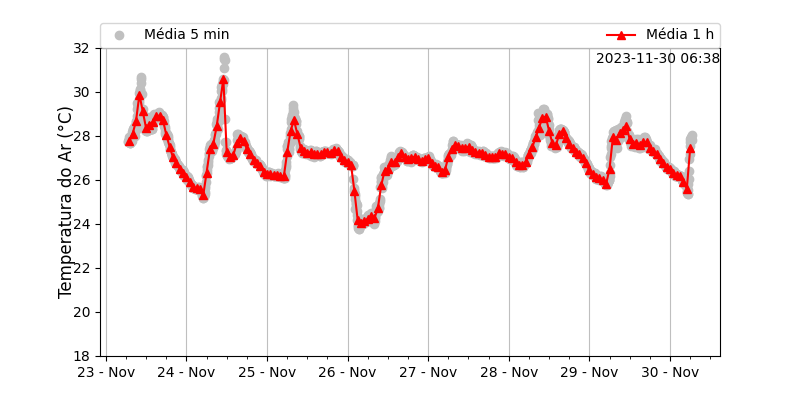 Média 5 min
Média 1 h
2023-11-30 06:38
Temperatura do Ar (°C)
32
30
28
26
24
22
20
18
23 - Nov
24 - Nov
25 - Nov
26 - Nov
27 - Nov
28 - Nov
29 - Nov
30 - Nov